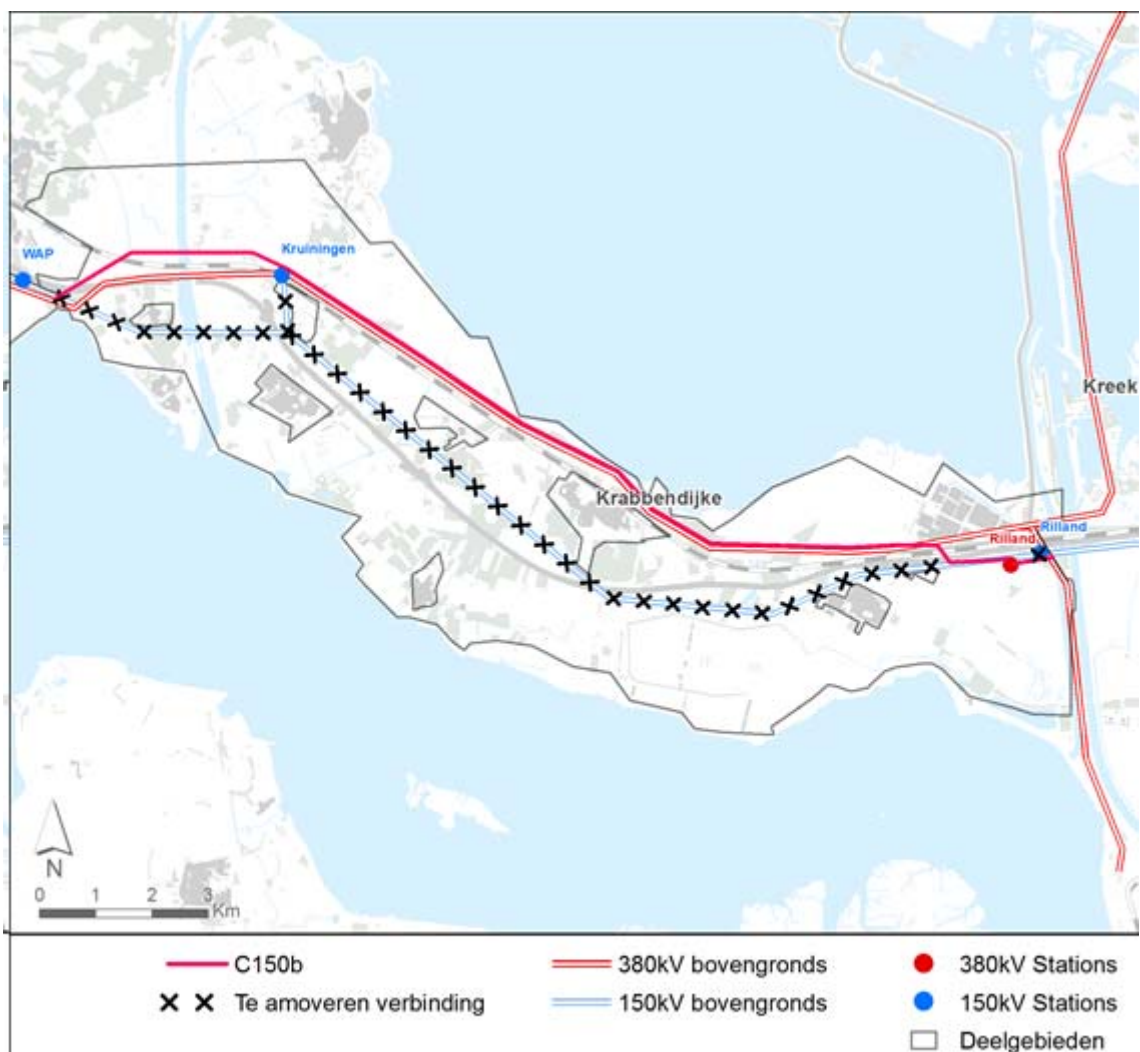 WAP
Kruiningen
Kreek
Krabbendijke
Rilland
Rilland
N
0 1 2 3
Km
C150b
380kV bovengronds
380kV Stations
Te amoveren verbinding
150kV bovengronds
150kV Stations
Deelgebieden